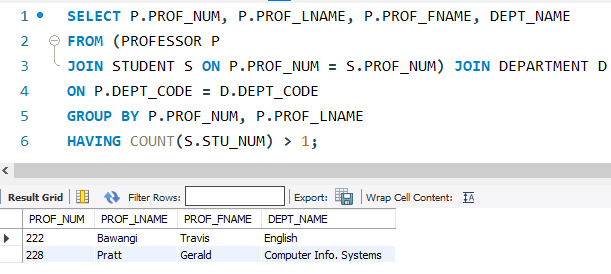 1 SELECT P.PROF_NUM, P.PROF_LNAME, P.PROF_FNAME, DEPT_NAME
2 FROM (PROFESSOR P
3 JOIN STUDENT S ON P.PROF_NUM = S.PROF_NUM) JOIN DEPARTMENT D
4 ON P.DEPT_CODE = D.DEPT_CODE
5 GROUP BY P.PROF_NUM, P.PROF_LNAME
6 HAVING COUNT(S.STU_NUM) > 1;
Result Grid Filter Rows: Export: Wrap Cell Content: IA
PROF_NUM PROF_LNAME PROF_FNAME DEPT_NAME
222 Bawangi Travis English
228 Pratt Gerald Computer Info. Systems